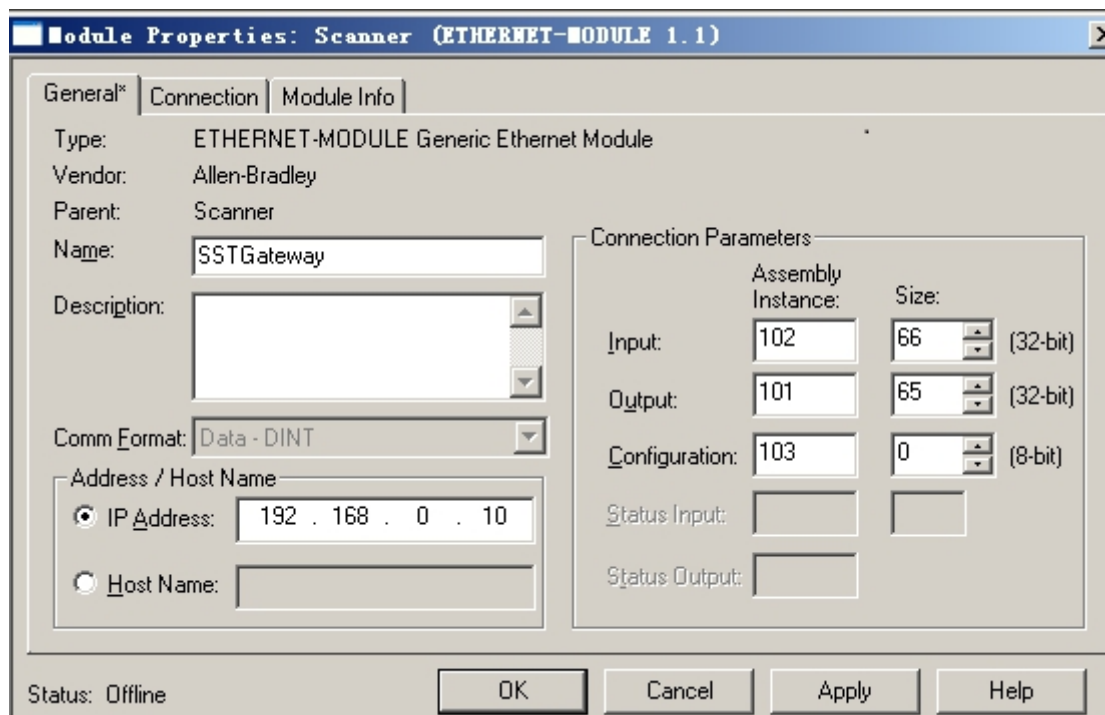 Module Properties: Scanner (ETHERNET-MODULE 1.1)
General* Connection Module Info
Type: ETHERNET-MODULE Generic Ethernet Module
Vendor: Allen-Bradley
Parent: Scanner
Name: SSTGateway
Description:
Comm Format: Data - DINT
Address / Host Name
IP Address: 192 . 168 . 0 . 10
Host Name:
Connection Parameters
Assembly
Instance: Size:
Input: 102 66 (32-bit)
Output: 101 65 (32-bit)
Configuration: 103 0 (8-bit)
Status Input:
Status Output:
Status: Offline OK Cancel Apply Help